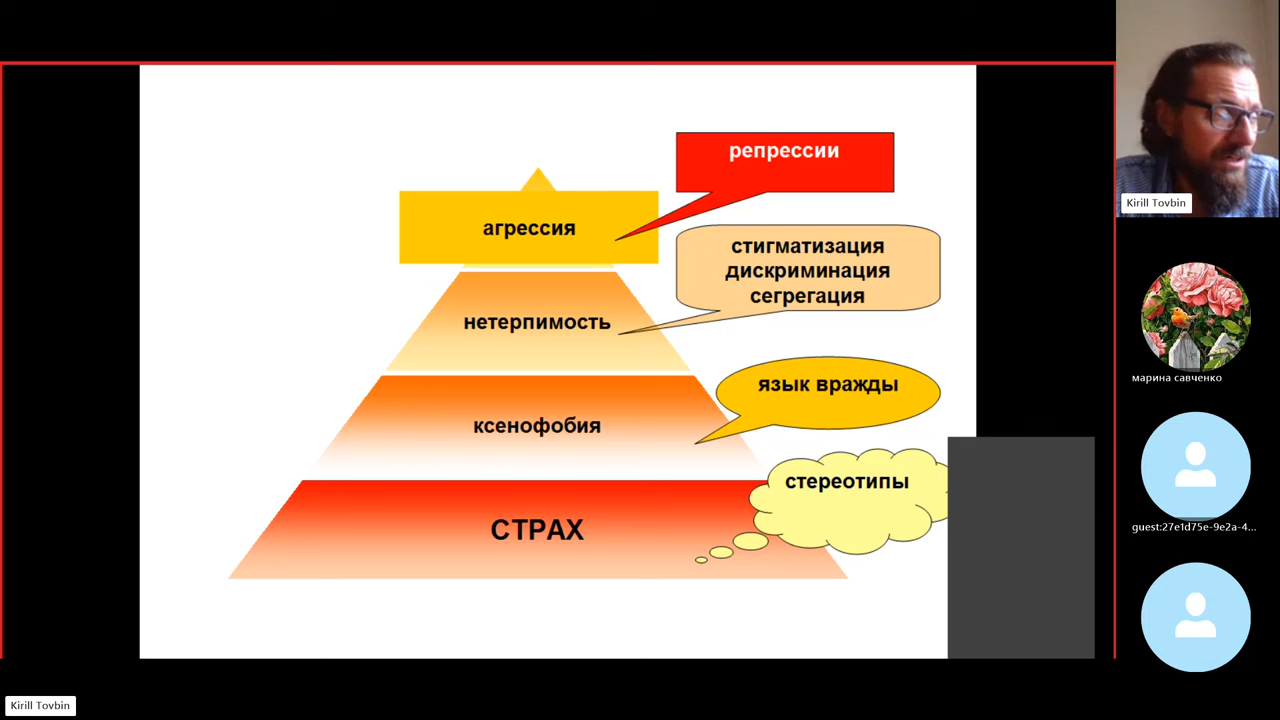 репрессии
агрессия
стигматизация
дискриминация
сегрегация
нетерпимость
язык вражды
ксенофобия
стереотипы
СТРАХ
Kirill Tovbin
марина савченко
guest:27e1d75e-9e2a-4...
Kirill Tovbin